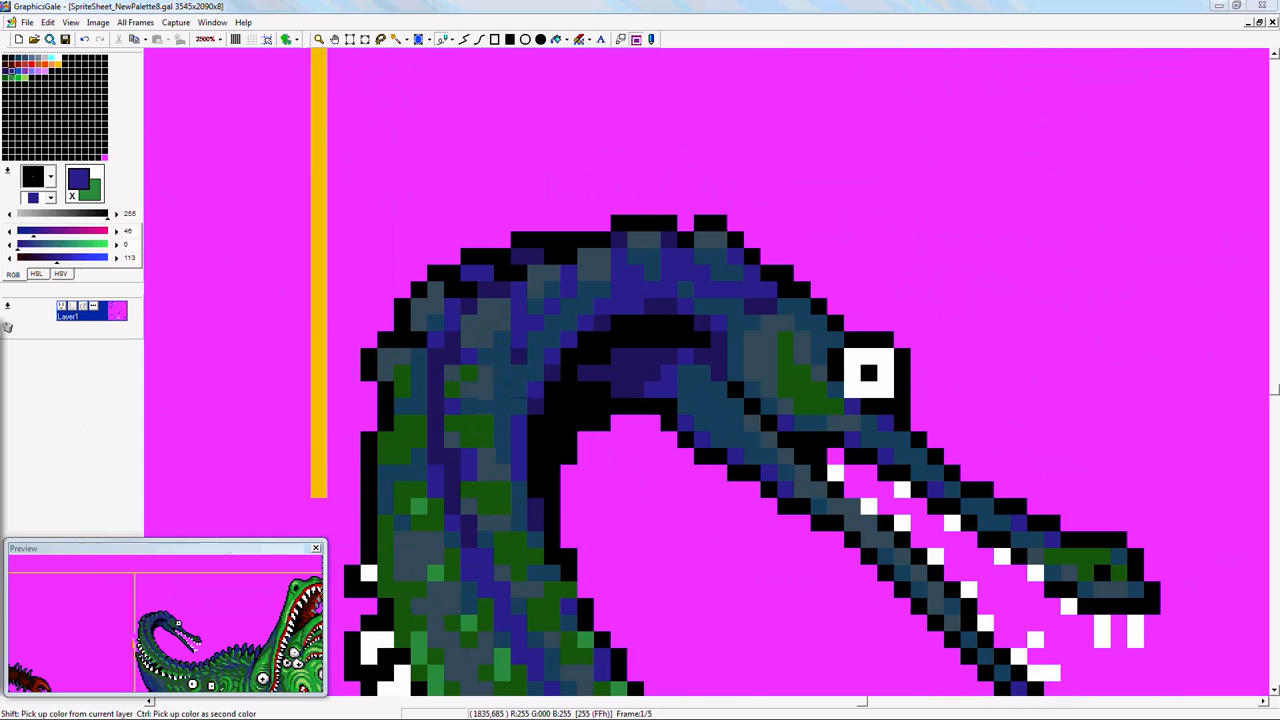 GraphicsGale - [SpriteSheet_NewPalette8.gal 3545x2090x8]
File Edit View Image All Frames Capture Window Help
2500%
X
255
46
0
113
RGB HSL HSV
Layer1
Preview
Shift: Pick up color from current layer Ctrl: Pick up color as second color
( 1835,685 ) R:255 G:000 B:255 [255 (FFh)] Frame:1/5